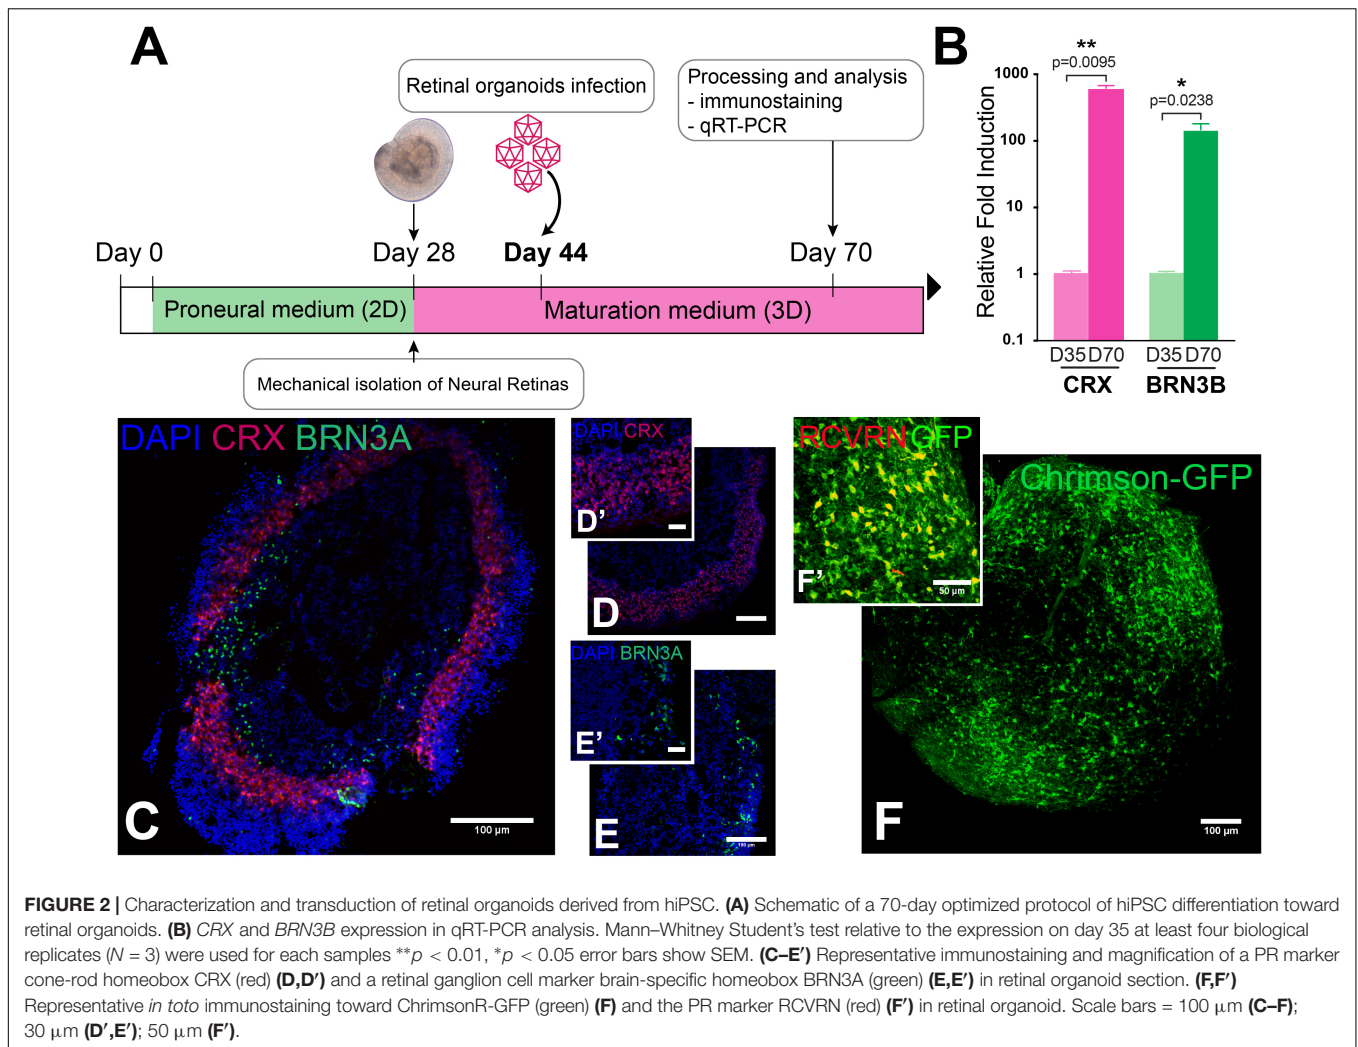 A
Retinal organoids infection
Processing and analysis
- immunostaining
- qRT-PCR
Day 0
Day 28
Day 44
Day 70
Proneural medium (2D)
Maturation medium (3D)
Mechanical isolation of Neural Retinas
B
**
p=0.0095
*
p=0.0238
Relative Fold Induction
1000
100
10
1
0.1
D35 D70
D35 D70
CRX
BRN3B
DAPI CRX BRN3A
C
100 µm
DAPI CRX
D'
D
DAPI BRN3A
E'
E
100 µm
RCVRN GFP
F'
50 µm
Chrimson-GFP
F
100 µm
FIGURE 2 | Characterization and transduction of retinal organoids derived from hiPSC. (A) Schematic of a 70-day optimized protocol of hiPSC differentiation toward
retinal organoids. (B) CRX and BRN3B expression in qRT-PCR analysis. Mann–Whitney Student's test relative to the expression on day 35 at least four biological
replicates (N = 3) were used for each samples **p < 0.01, *p < 0.05 error bars show SEM. (C–E′) Representative immunostaining and magnification of a PR marker
cone-rod homeobox CRX (red) (D,D′) and a retinal ganglion cell marker brain-specific homeobox BRN3A (green) (E,E′) in retinal organoid section. (F,F′)
Representative in toto immunostaining toward ChrimsonR-GFP (green) (F) and the PR marker RCVRN (red) (F′) in retinal organoid. Scale bars = 100 µm (C–F);
30 µm (D′,E′); 50 µm (F′).